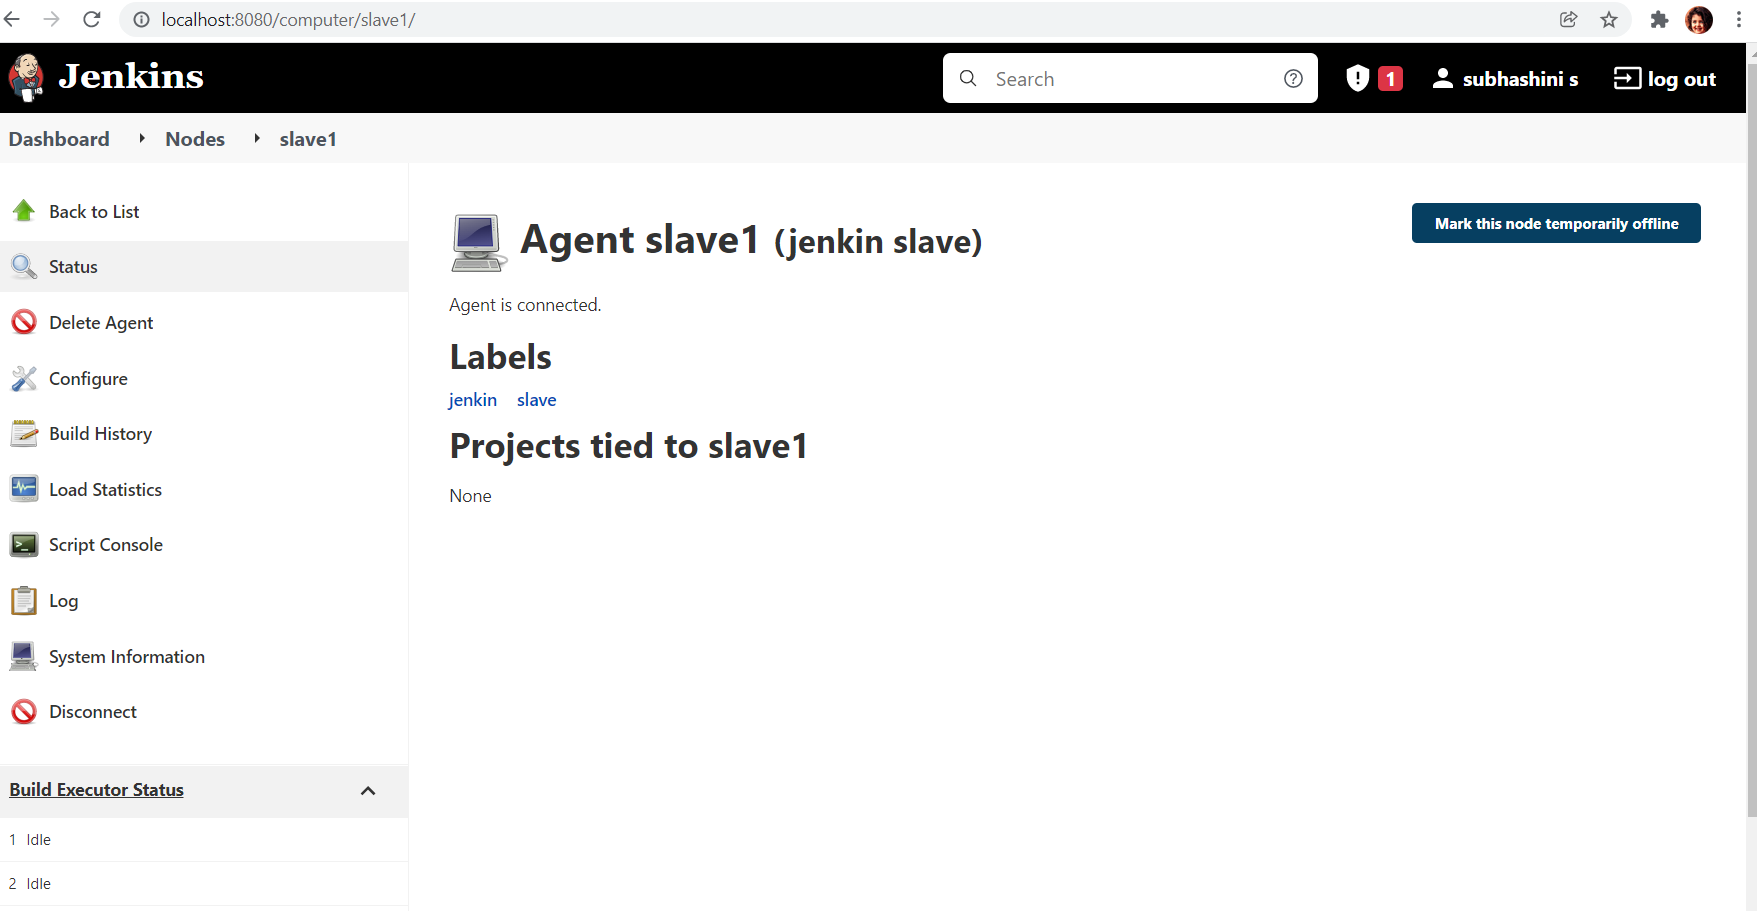 localhost:8080/computer/slave1/
Jenkins
Search
1
subhashini s
log out
Dashboard
Nodes
slave1
Back to List
Status
Delete Agent
Configure
Build History
Load Statistics
Script Console
Log
System Information
Disconnect
Build Executor Status
1 Idle
2 Idle
Agent slave1 (jenkin slave)
Mark this node temporarily offline
Agent is connected.
Labels
jenkin slave
Projects tied to slave1
None